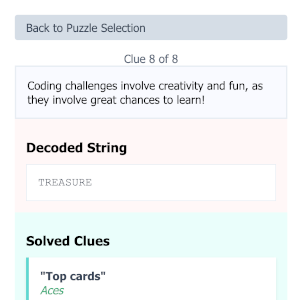 Back to Puzzle Selection
Clue 8 of 8
Coding challenges involve creativity and fun, as
they involve great chances to learn!
Decoded String
TREASURE
Solved Clues
"Top cards"
Aces